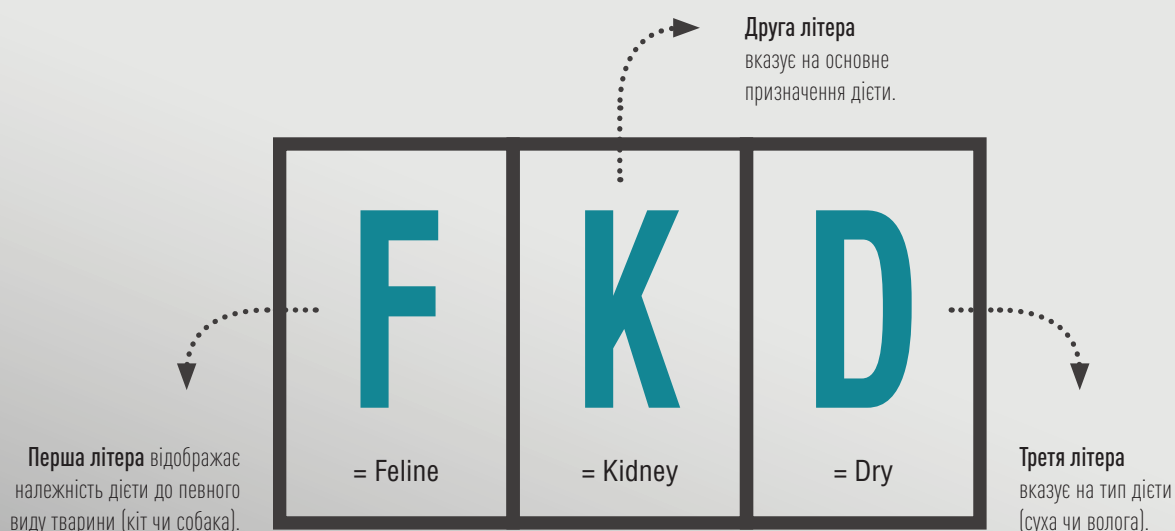 Друга літера
вказує на основне
призначення дієти.
F K D
= Feline = Kidney = Dry
Перша літера відображає
належність дієти до певного
виду тварини (кіт чи собака).
Третя літера
вказує на тип дієти
(суха чи волога).